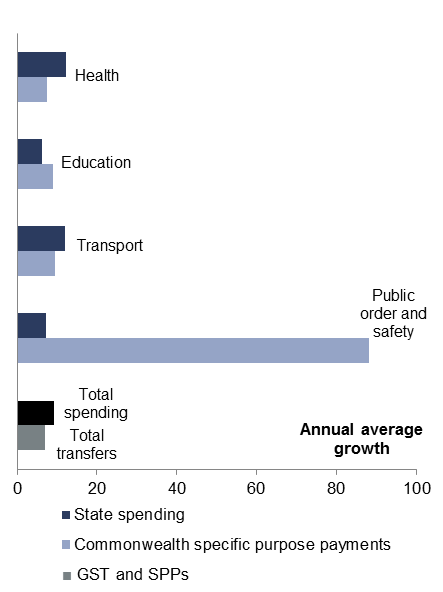 Health
Education
Transport
Public
order and
safety
Total
spending
Total
transfers
Annual average
growth
0 20 40 60 80 100
State spending
Commonwealth specific purpose payments
GST and SPPs